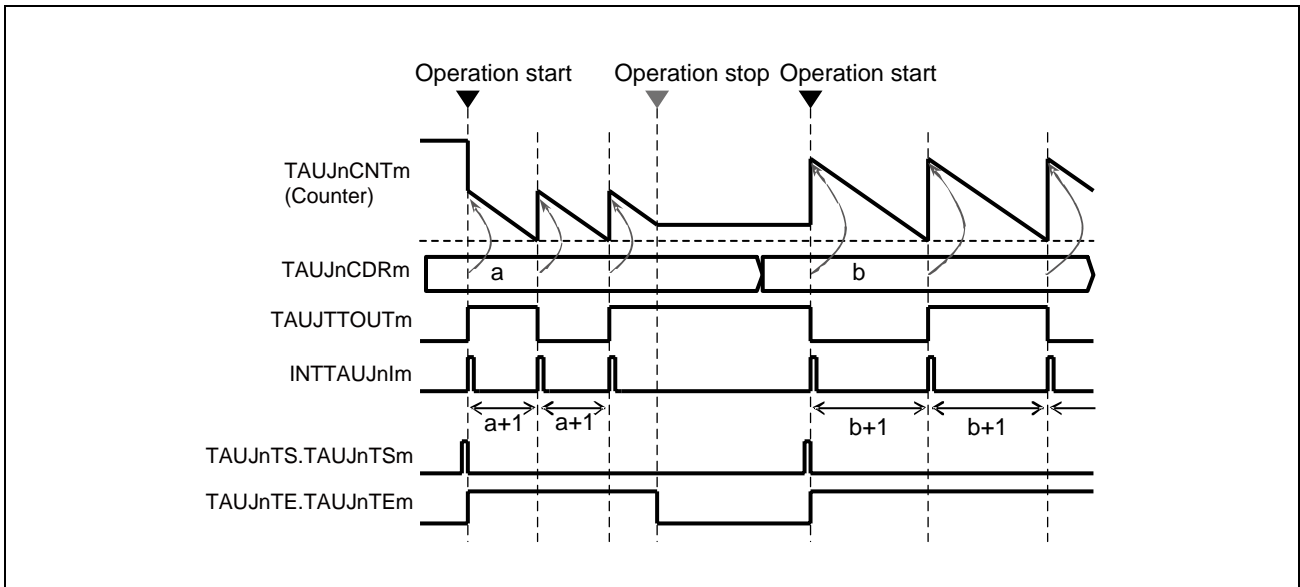 Operation start
Operation stop
Operation start
TAUJnCNTm
(Counter)
TAUJnCDRm
a
b
TAUJTTOUTm
INTTAUJnIm
a+1
a+1
b+1
b+1
TAUJnTS.TAUJnTSm
TAUJnTE.TAUJnTEm